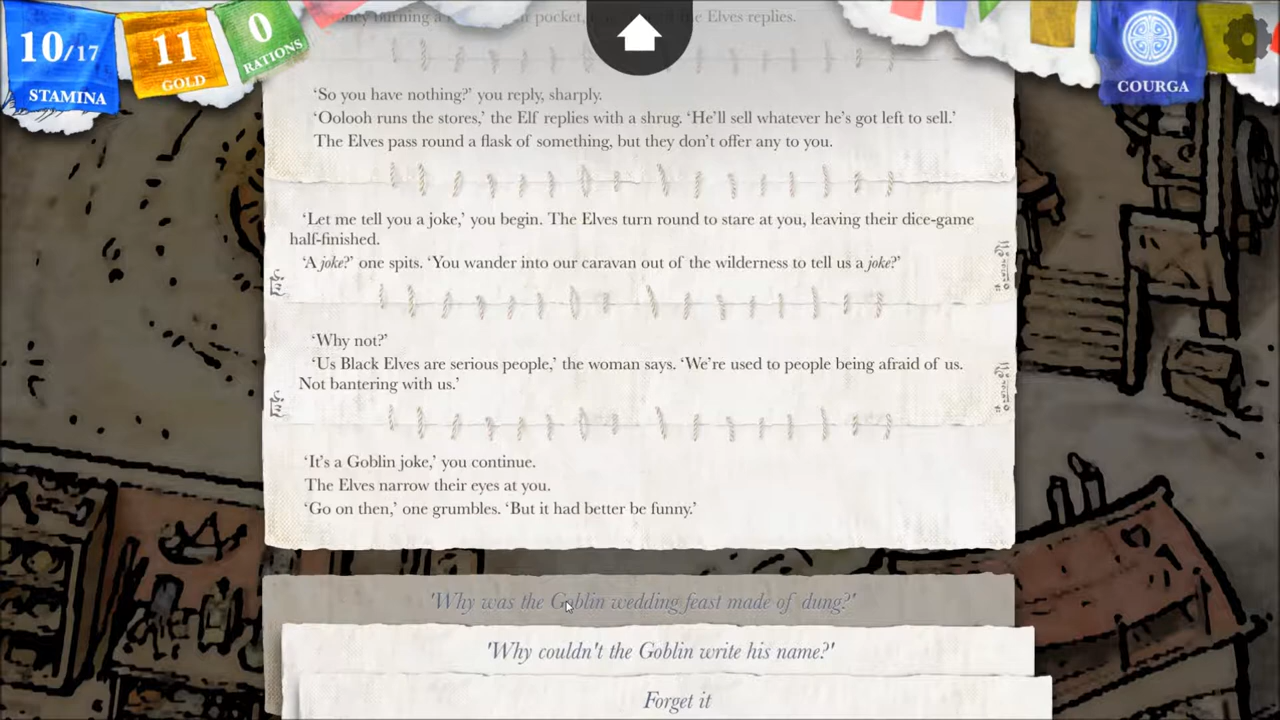 10/17
STAMINA
11
GOLD
0
RATIONS
COURGA
burning a
pocket,
the Elves replies.
‘So you have nothing?’ you reply, sharply.
‘Oolooh runs the stores,’ the Elf replies with a shrug. ‘He’ll sell whatever he’s got left to sell.’
The Elves pass round a flask of something, but they don’t offer any to you.
‘Let me tell you a joke,’ you begin. The Elves turn round to stare at you, leaving their dice-game
half-finished.
‘A joke?’ one spits. ‘You wander into our caravan out of the wilderness to tell us a joke?’
‘Why not?’
‘Us Black Elves are serious people,’ the woman says. ‘We’re used to people being afraid of us.
Not bantering with us.’
‘It’s a Goblin joke,’ you continue.
The Elves narrow their eyes at you.
‘Go on then,’ one grumbles. ‘But it had better be funny.’
'Why was the Goblin wedding feast made of dung?'
'Why couldn't the Goblin write his name?'
Forget it